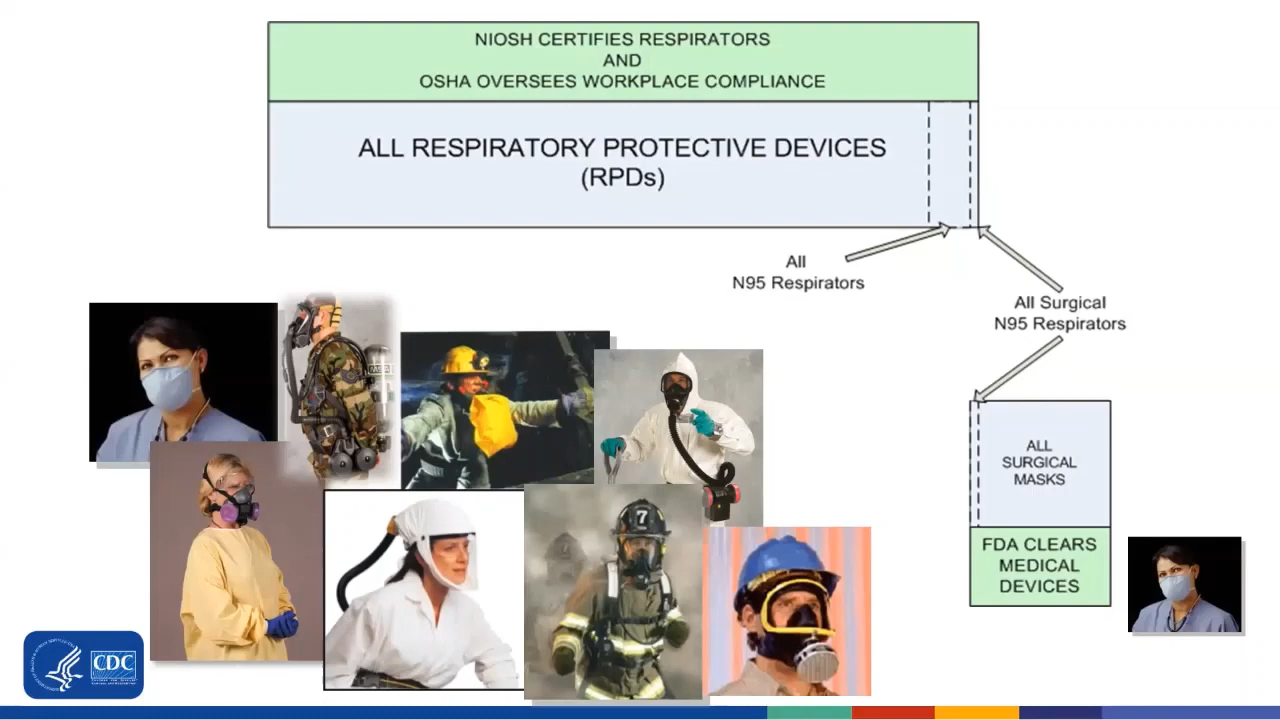 NIOSH CERTIFIES RESPIRATORS
AND
OSHA OVERSEES WORKPLACE COMPLIANCE
ALL RESPIRATORY PROTECTIVE DEVICES
(RPDs)
All
N95 Respirators
All Surgical
N95 Respirators
ALL
SURGICAL
MASKS
FDA CLEARS
MEDICAL
DEVICES
7
CDC